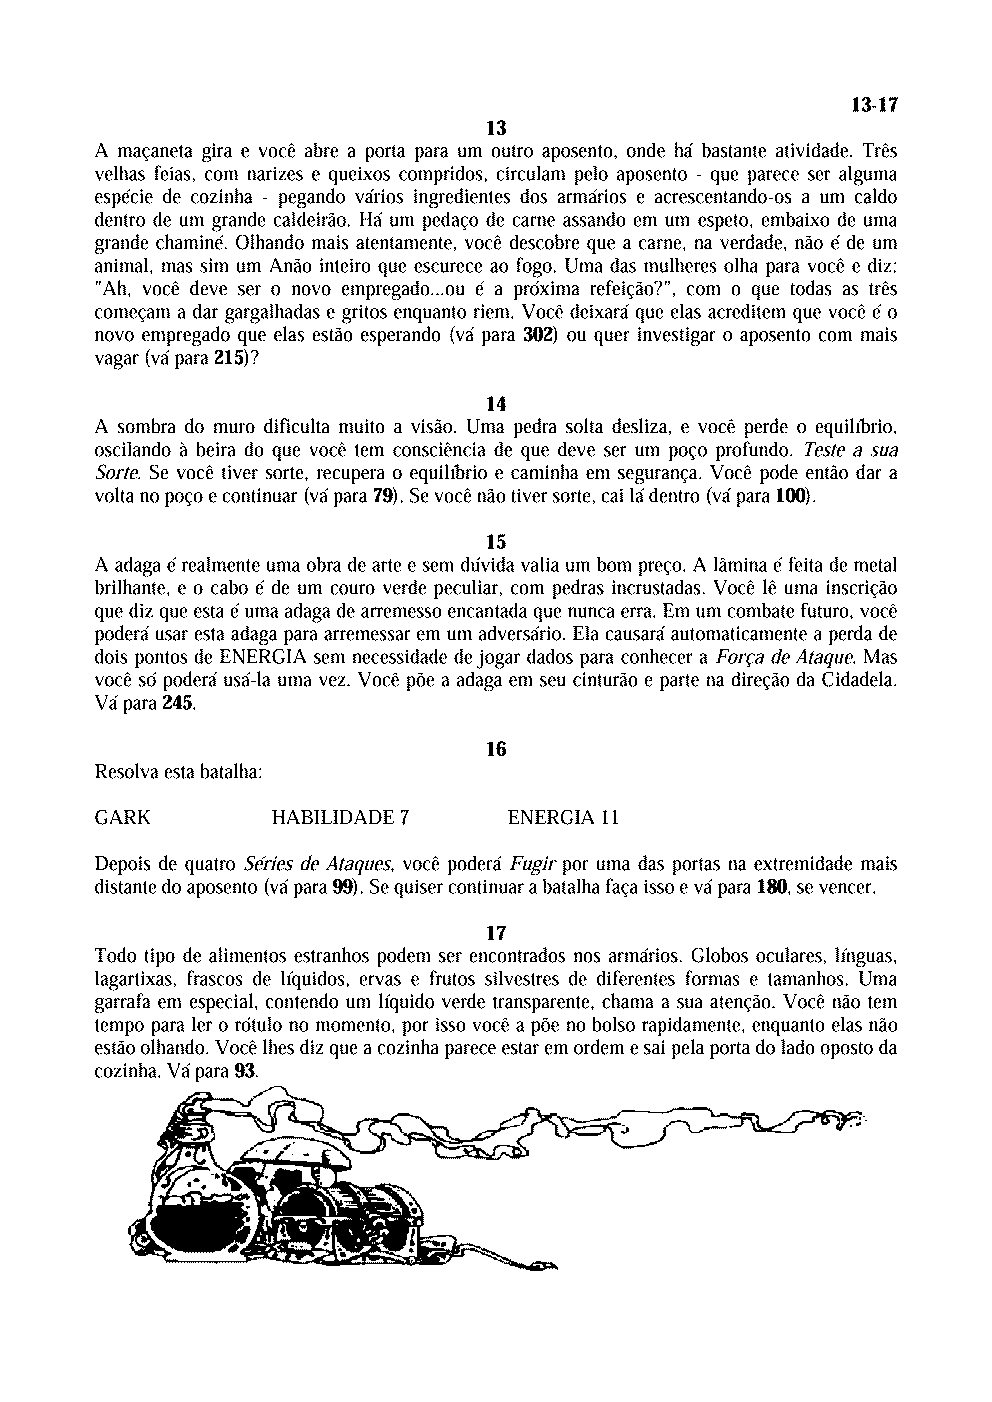 13-17
13
A maçaneta gira e você abre a porta para um outro aposento, onde há bastante atividade. Três
velhas feias, com narizes e queixos compridos, circulam pelo aposento - que parece ser alguma
espécie de cozinha - pegando vários ingredientes dos armários e acrescentando-os a um caldo
dentro de um grande caldeirão. Há um pedaço de carne assando em um espeto, embaixo de uma
grande chaminé. Olhando mais atentamente, você descobre que a carne, na verdade, não é de um
animal, mas sim um Anão inteiro que escurece ao fogo. Uma das mulheres olha para você e diz:
"Ah, você deve ser o novo empregado...ou é a próxima refeição?", com o que todas as três
começam a dar gargalhadas e gritos enquanto riem. Você deixará que elas acreditem que você é o
novo empregado que elas estão esperando (vá para 302) ou quer investigar o aposento com mais
vagar (vá para 215)?
14
A sombra do muro dificulta muito a visão. Uma pedra solta desliza, e você perde o equilíbrio,
oscilando à beira do que você tem consciência de que deve ser um poço profundo. Teste a sua
Sorte. Se você tiver sorte, recupera o equilíbrio e caminha em segurança. Você pode então dar a
volta no poço e continuar (vá para 79). Se você não tiver sorte, cai lá dentro (vá para 100).
15
A adaga é realmente uma obra de arte e sem dúvida valia um bom preço. A lâmina é feita de metal
brilhante, e o cabo é de um couro verde peculiar, com pedras incrustadas. Você lê uma inscrição
que diz que esta é uma adaga de arremesso encantada que nunca erra. Em um combate futuro, você
poderá usar esta adaga para arremessar em um adversário. Ela causará automaticamente a perda de
dois pontos de ENERGIA sem necessidade de jogar dados para conhecer a Força de Ataque. Mas
você só poderá usá-la uma vez. Você põe a adaga em seu cinturão e parte na direção da Cidadela.
Vá para 245.
16
Resolva esta batalha:
GARK HABILIDADE 7 ENERGIA 11
Depois de quatro Séries de Ataques, você poderá Fugir por uma das portas na extremidade mais
distante do aposento (vá para 99). Se quiser continuar a batalha faça isso e vá para 180, se vencer.
17
Todo tipo de alimentos estranhos podem ser encontrados nos armários. Globos oculares, línguas,
lagartixas, frascos de líquidos, ervas e frutos silvestres de diferentes formas e tamanhos. Uma
garrafa em especial, contendo um líquido verde transparente, chama a sua atenção. Você não tem
tempo para ler o rótulo no momento, por isso você a põe no bolso rapidamente, enquanto elas não
estão olhando. Você lhes diz que a cozinha parece estar em ordem e sai pela porta do lado oposto da
cozinha. Vá para 93.